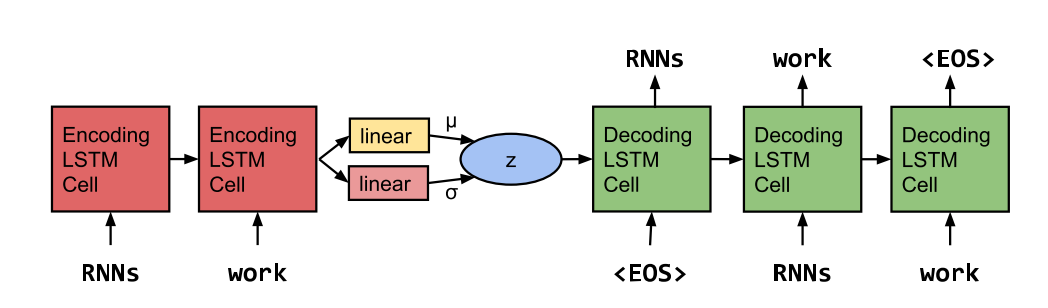 RNNs work <EOS>
Encoding LSTM Cell
Encoding LSTM Cell
linear
μ
linear
σ
z
Decoding LSTM Cell
Decoding LSTM Cell
Decoding LSTM Cell
RNNs work <EOS> RNNs work